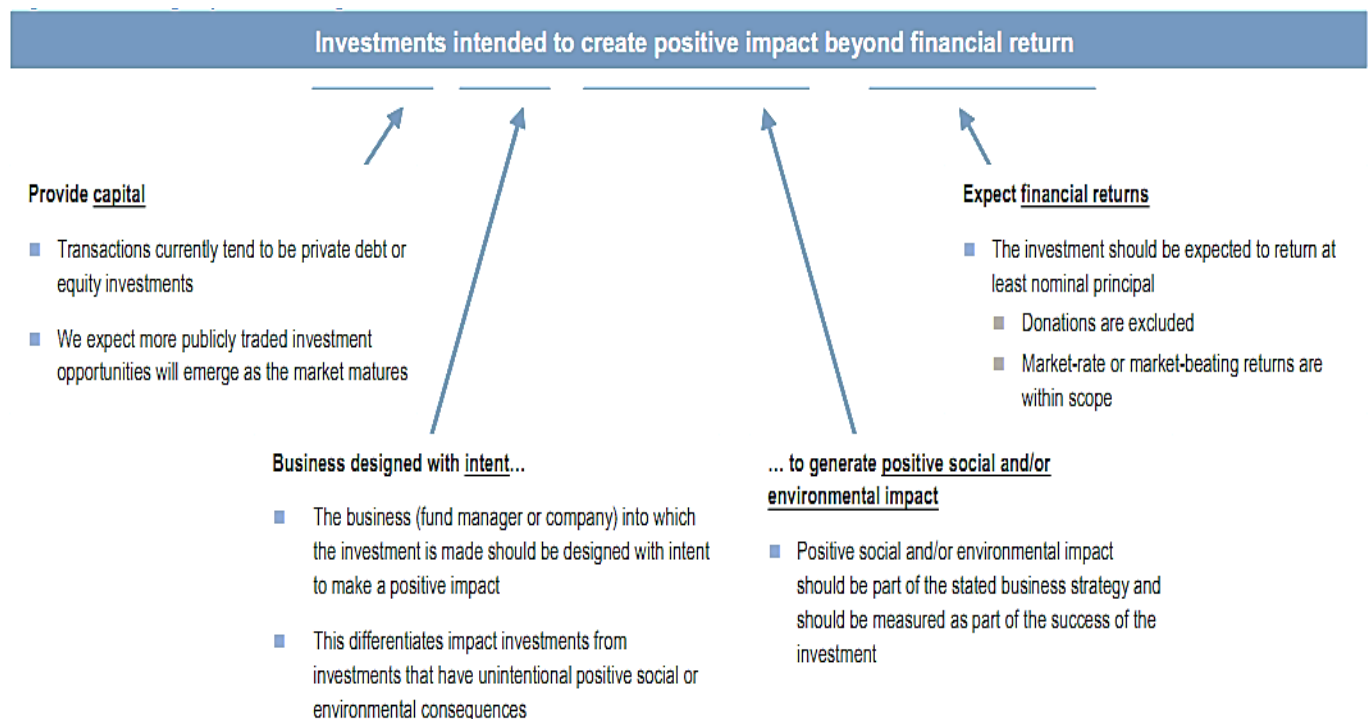 Investments intended to create positive impact beyond financial return
Provide capital
Transactions currently tend to be private debt or
equity investments
We expect more publicly traded investment
opportunities will emerge as the market matures
Expect financial returns
The investment should be expected to return at
least nominal principal
Donations are excluded
Market-rate or market-beating returns are
within scope
Business designed with intent…
The business (fund manager or company) into which
the investment is made should be designed with intent
to make a positive impact
This differentiates impact investments from
investments that have unintentional positive social or
environmental consequences
… to generate positive social and/or
environmental impact
Positive social and/or environmental impact
should be part of the stated business strategy and
should be measured as part of the success of the
investment